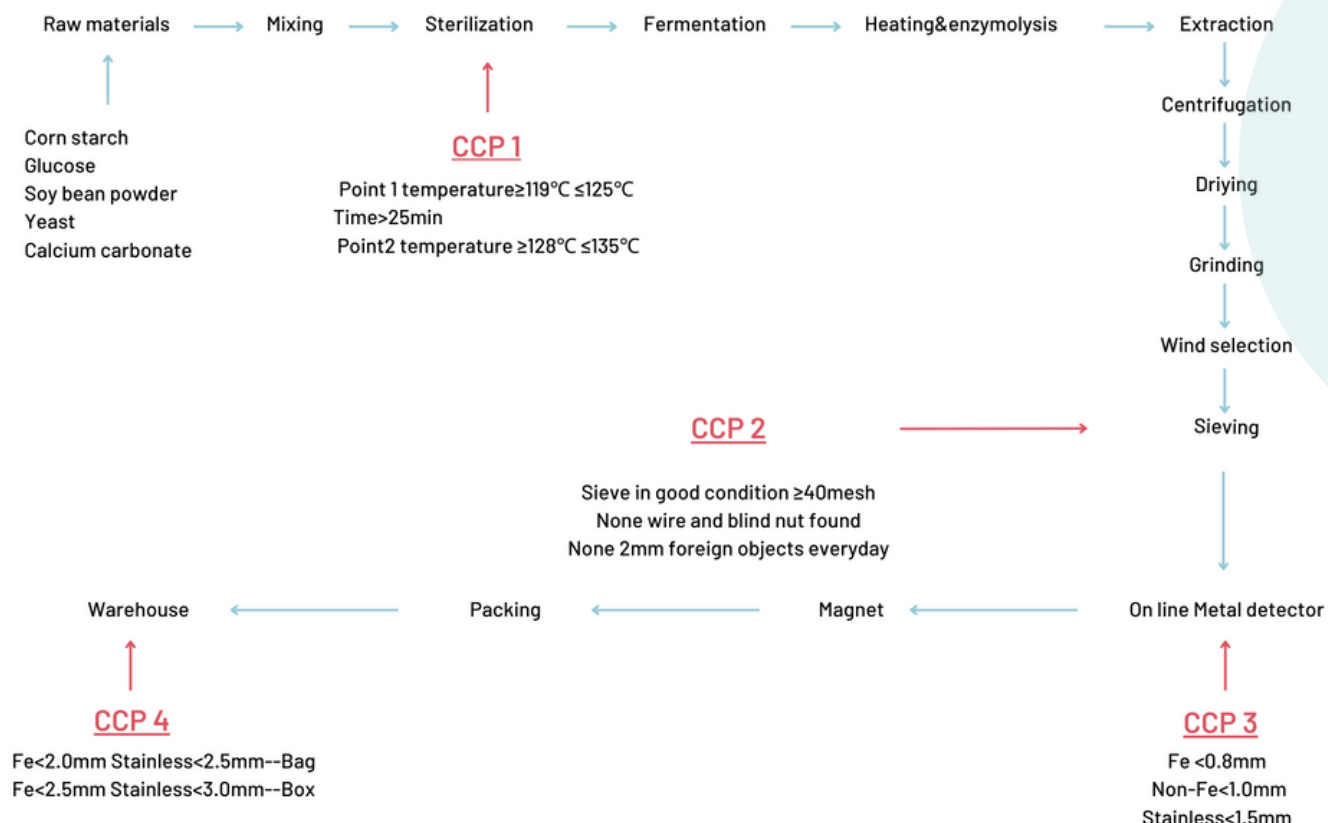 Raw materials
Mixing
Sterilization
Fermentation
Heating&enzymolysis
Extraction
Corn starch
Glucose
Soy bean powder
Yeast
Calcium carbonate
CCP 1
Point 1 temperature≥119℃ ≤125℃
Time>25min
Point2 temperature ≥128℃ ≤135℃
Centrifugation
Driying
Grinding
Wind selection
CCP 2
Sieving
Sieve in good condition ≥40mesh
None wire and blind nut found
None 2mm foreign objects everyday
Warehouse
Packing
Magnet
On line Metal detector
CCP 4
Fe<2.0mm Stainless<2.5mm--Bag
Fe<2.5mm Stainless<3.0mm--Box
CCP 3
Fe <0.8mm
Non-Fe<1.0mm
Stainless<1.5mm